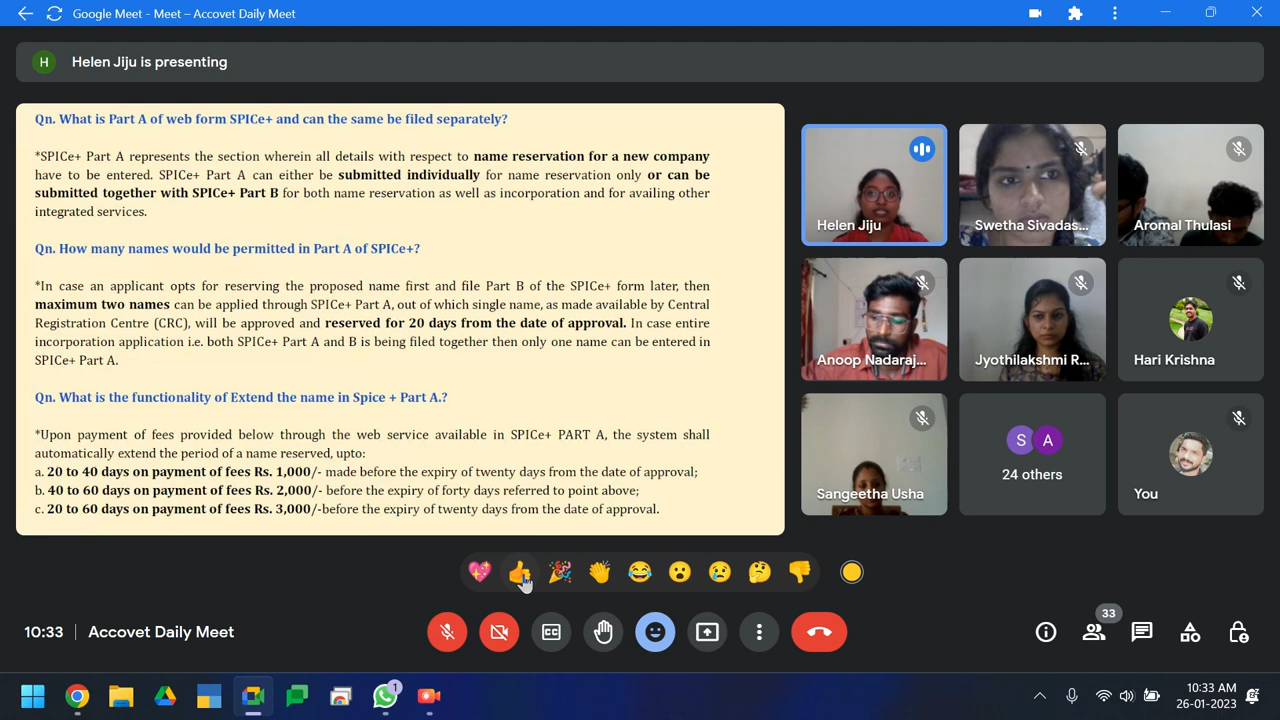 Google Meet - Meet – Accovet Daily Meet
H Helen Jiju is presenting
Qn. What is Part A of web form SPICe+ and can the same be filed separately?
*SPICe+ Part A represents the section wherein all details with respect to name reservation for a new company
have to be entered. SPICe+ Part A can either be submitted individually for name reservation only or can be
submitted together with SPICe+ Part B for both name reservation as well as incorporation and for availing other
integrated services.
Qn. How many names would be permitted in Part A of SPICe+?
*In case an applicant opts for reserving the proposed name first and file Part B of the SPICe+ form later, then
maximum two names can be applied through SPICe+ Part A, out of which single name, as made available by Central
Registration Centre (CRC), will be approved and reserved for 20 days from the date of approval. In case entire
incorporation application i.e. both SPICe+ Part A and B is being filed together then only one name can be entered in
SPICe+ Part A.
Qn. What is the functionality of Extend the name in Spice + Part A.?
*Upon payment of fees provided below through the web service available in SPICe+ PART A, the system shall
automatically extend the period of a name reserved, upto:
a. 20 to 40 days on payment of fees Rs. 1,000/- made before the expiry of twenty days from the date of approval;
b. 40 to 60 days on payment of fees Rs. 2,000/- before the expiry of forty days referred to point above;
c. 20 to 60 days on payment of fees Rs. 3,000/-before the expiry of twenty days from the date of approval.
Helen Jiju
Swetha Sivadas...
Aromal Thulasi
Anoop Nadaraj...
Jyothilakshmi R...
Hari Krishna
Sangeetha Usha
S A
24 others
You
10:33 | Accovet Daily Meet
CC
33
1
10:33 AM
26-01-2023